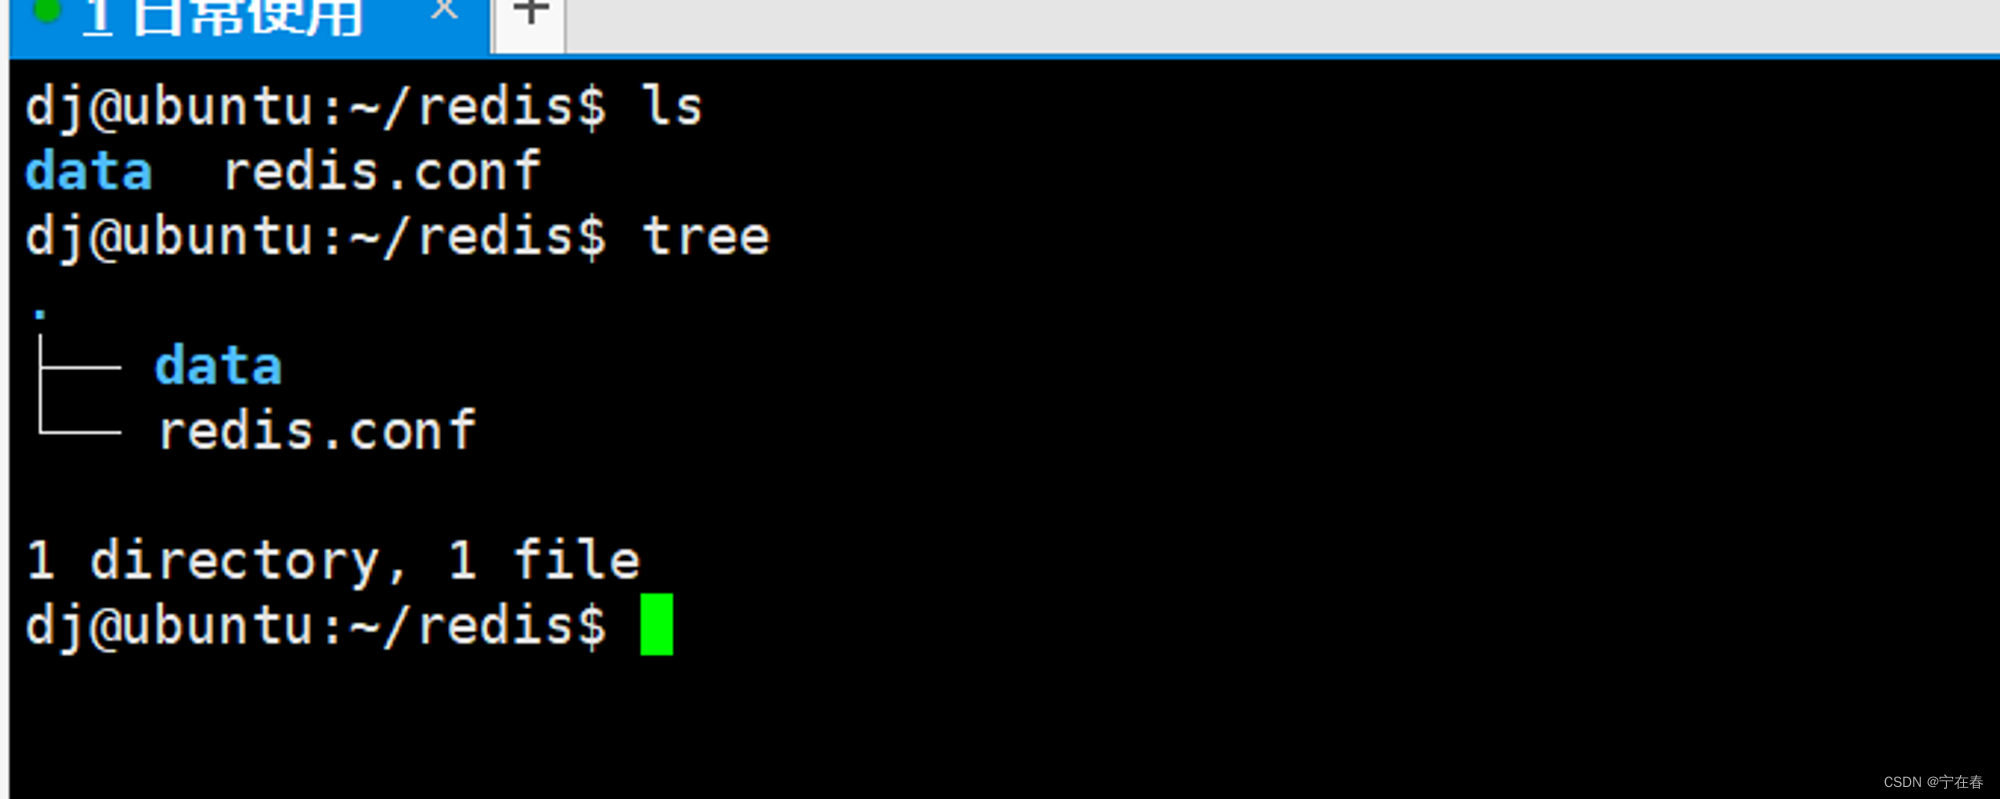 1 日常使用 × +
dj@ubuntu:~/redis$ ls
data  redis.conf
dj@ubuntu:~/redis$ tree
.
├── data
└── redis.conf
1 directory, 1 file
dj@ubuntu:~/redis$
CSDN @宁在春